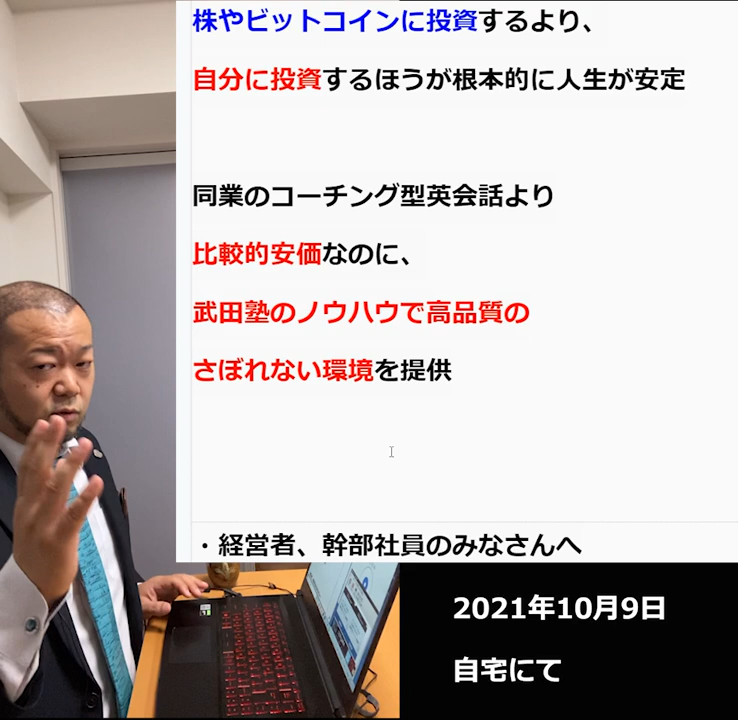 株やビットコインに投資するより、
自分に投資するほうが根本的に人生が安定
同業のコーチング型英会話より
比較的安価なのに、
武田塾のノウハウで高品質の
さぼれない環境を提供
・経営者、幹部社員のみなさんへ
2021年10月9日
自宅にて